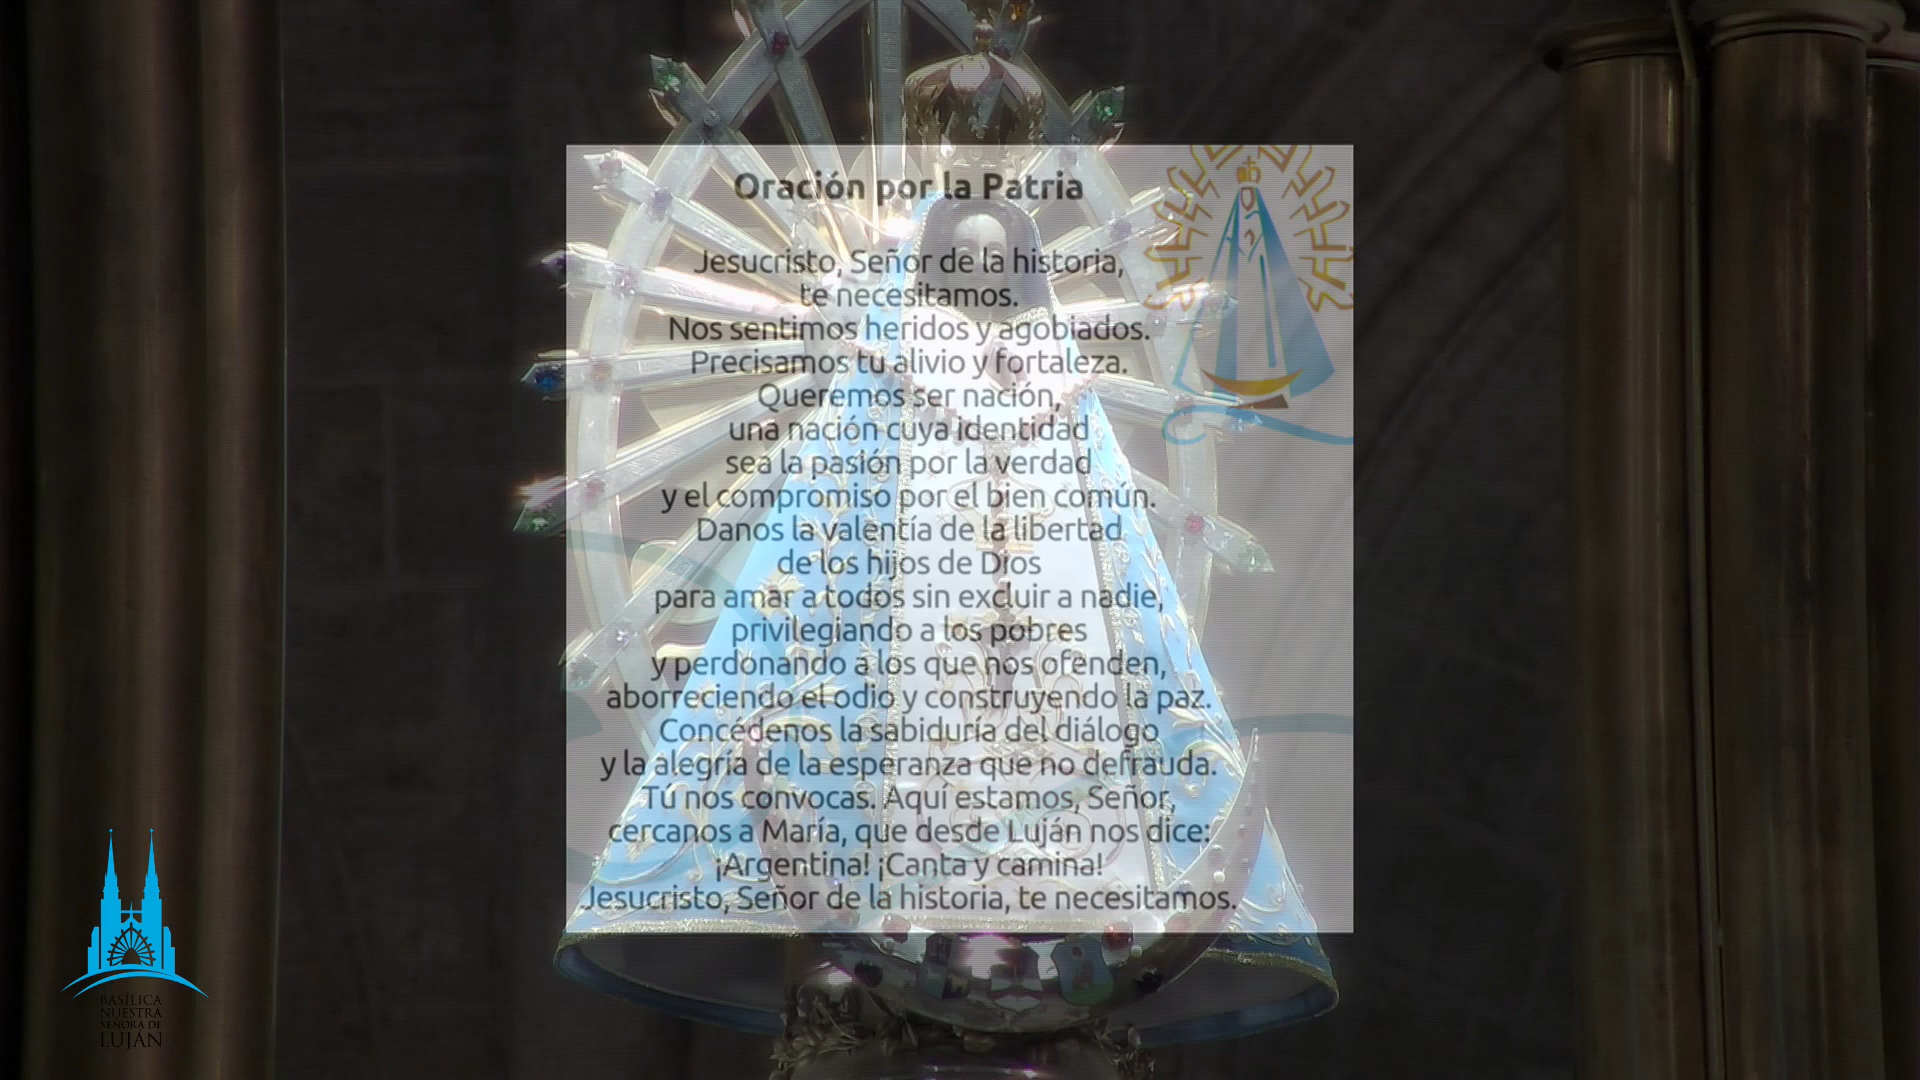 Oración por la Patria
Jesucristo, Señor de la historia,
te necesitamos.
Nos sentimos heridos y agobiados.
Precisamos tu alivio y fortaleza.
Queremos ser nación,
una nación cuya identidad
sea la pasión por la verdad
y el compromiso por el bien común.
Danos la valentía de la libertad
de los hijos de Dios
para amar a todos sin excluir a nadie,
privilegiando a los pobres
y perdonando a los que nos ofenden,
aborreciendo el odio y construyendo la paz.
Concédenos la sabiduría del diálogo
y la alegría de la esperanza que no defrauda.
Tú nos convocas. Aquí estamos, Señor,
cercanos a María, que desde Luján nos dice:
¡Argentina! ¡Canta y camina!
Jesucristo, Señor de la historia, te necesitamos.
BASÍLICA
NUESTRA
SEÑORA DE
LUJÁN